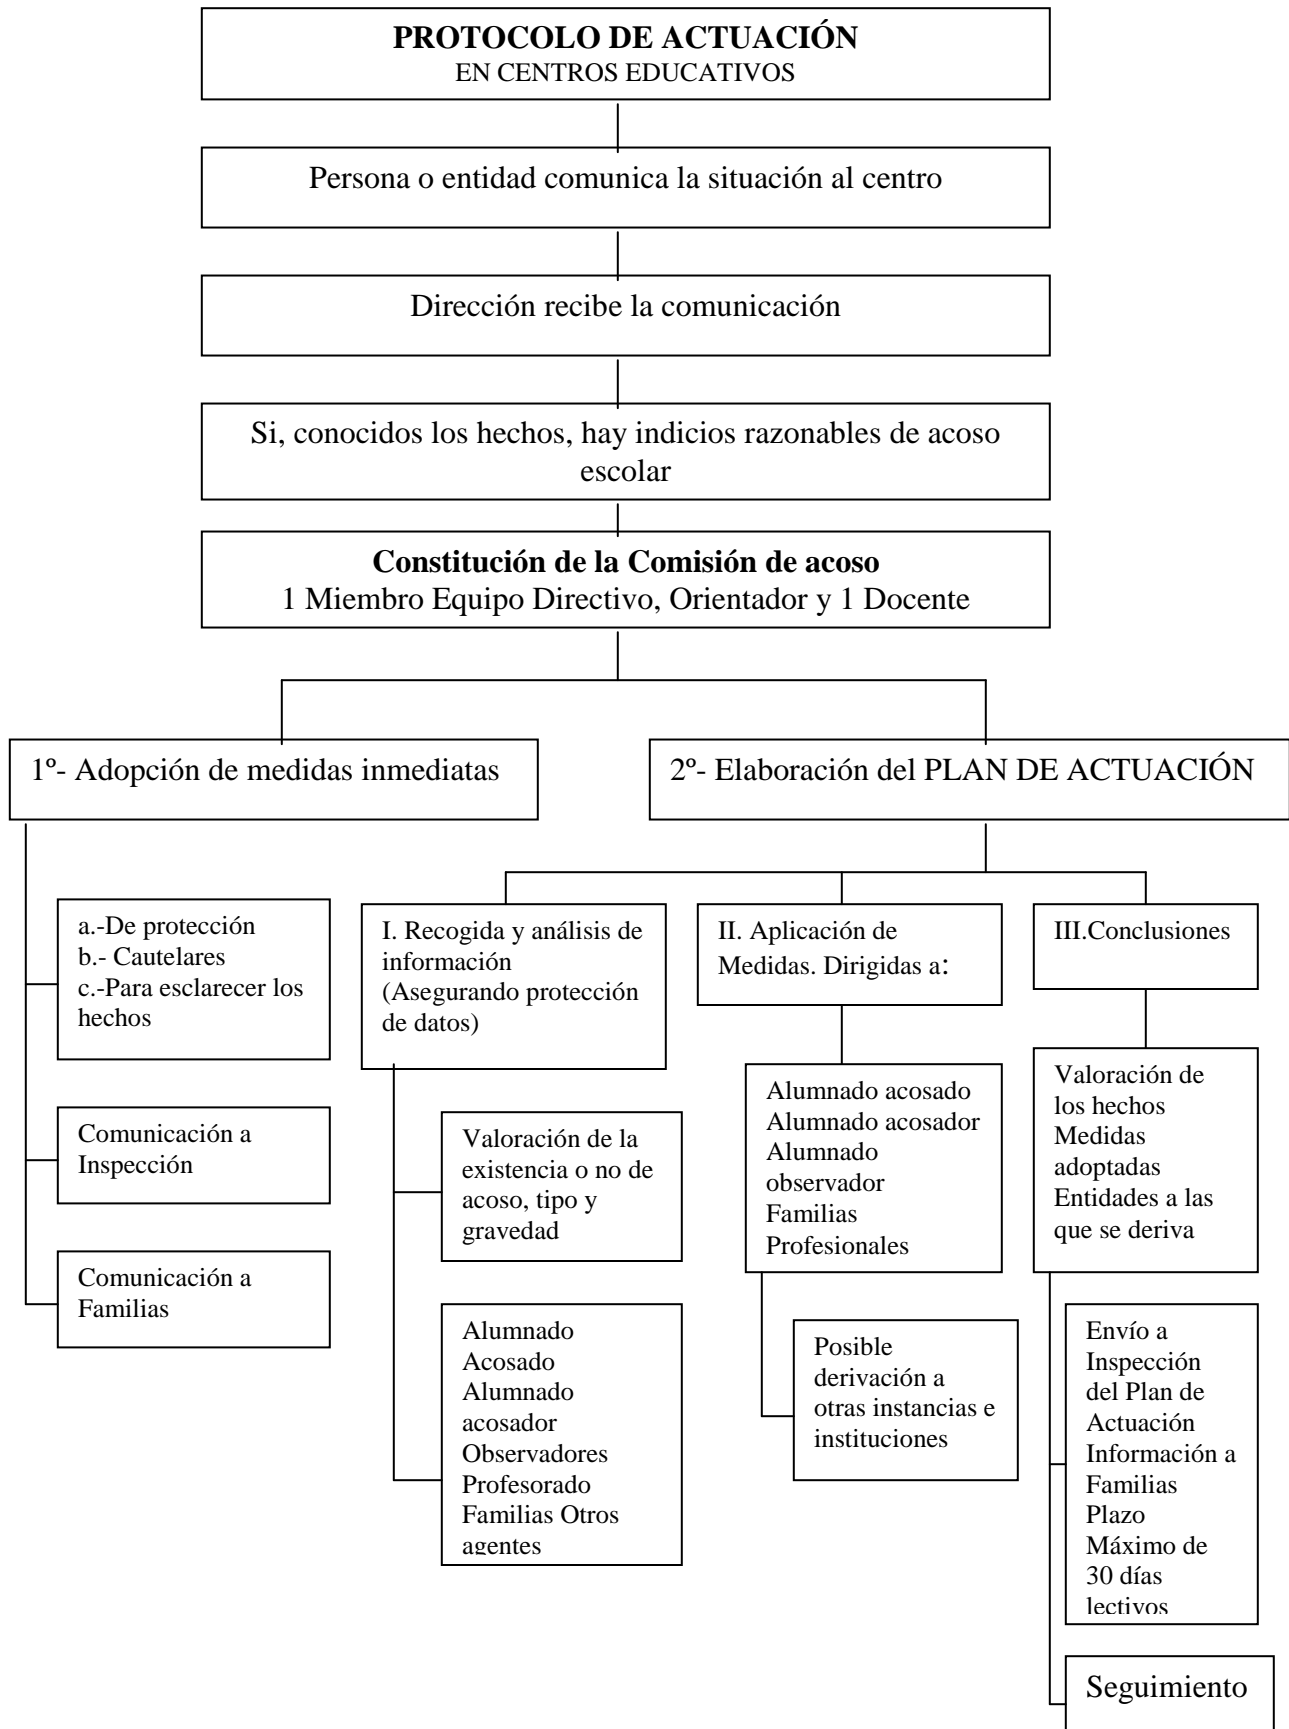 PROTOCOLO DE ACTUACIÓN
EN CENTROS EDUCATIVOS
Persona o entidad comunica la situación al centro
Dirección recibe la comunicación
Si, conocidos los hechos, hay indicios razonables de acoso
escolar
Constitución de la Comisión de acoso
1 Miembro Equipo Directivo, Orientador y 1 Docente
1º- Adopción de medidas inmediatas
a.-De protección
b.- Cautelares
c.-Para esclarecer los
hechos
Comunicación a
Inspección
Comunicación a
Familias
2º- Elaboración del PLAN DE ACTUACIÓN
I. Recogida y análisis de
información
(Asegurando protección
de datos)
Valoración de la
existencia o no de
acoso, tipo y
gravedad
Alumnado
Acosado
Alumnado
acosador
Observadores
Profesorado
Familias Otros
agentes
II. Aplicación de
Medidas. Dirigidas a:
Alumnado acosado
Alumnado acosador
Alumnado
observador
Familias
Profesionales
Posible
derivación a
otras instancias e
instituciones
III.Conclusiones
Valoración de
los hechos
Medidas
adoptadas
Entidades a las
que se deriva
Envío a
Inspección
del Plan de
Actuación
Información a
Familias
Plazo
Máximo de
30 días
lectivos
Seguimiento